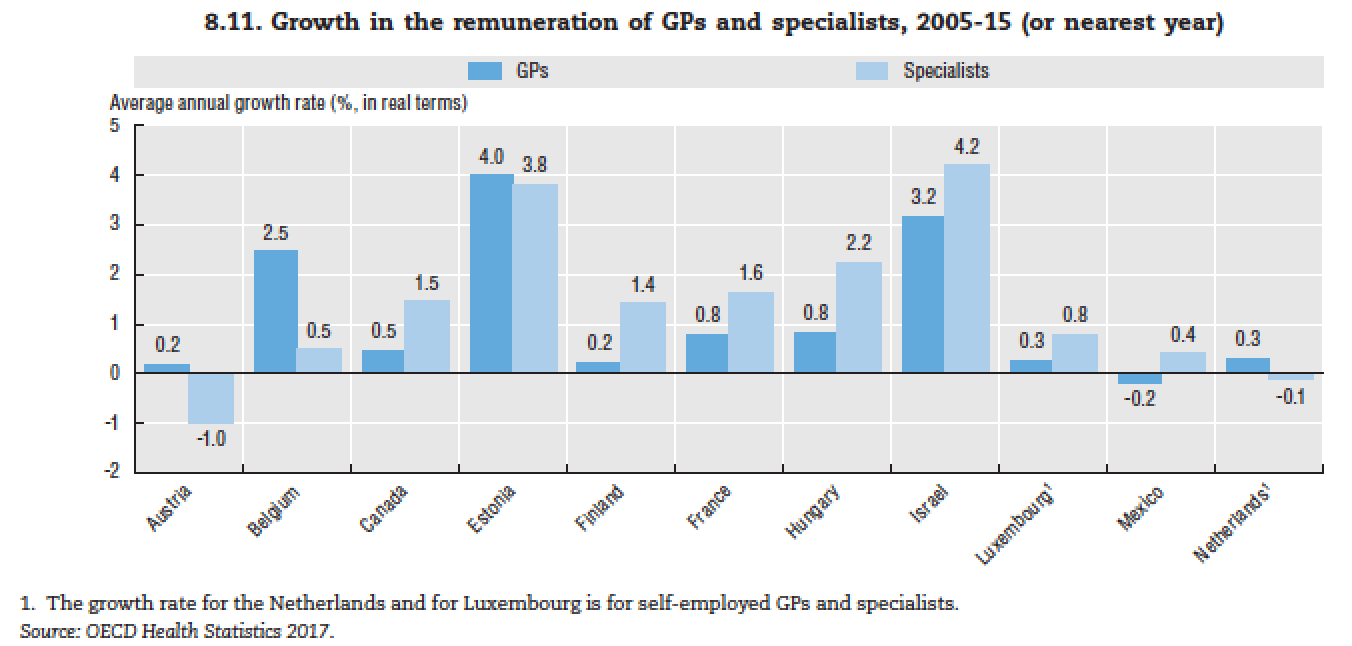 8.11. Growth in the remuneration of GPs and specialists, 2005-15 (or nearest year)
GPs Specialists
Average annual growth rate (%, in real terms)
5
4
3
2
1
0
-1
-2
0.2 -1.0 2.5 0.5 0.5 1.5 4.0 3.8 0.2 1.4 0.8 1.6 0.8 2.2 3.2 4.2 0.3 0.8 -0.2 0.4 0.3 -0.1
Austria Belgium Canada Estonia Finland France Hungary Israel Luxembourg¹ Mexico Netherlands¹
1. The growth rate for the Netherlands and for Luxembourg is for self-employed GPs and specialists.
Source: OECD Health Statistics 2017.